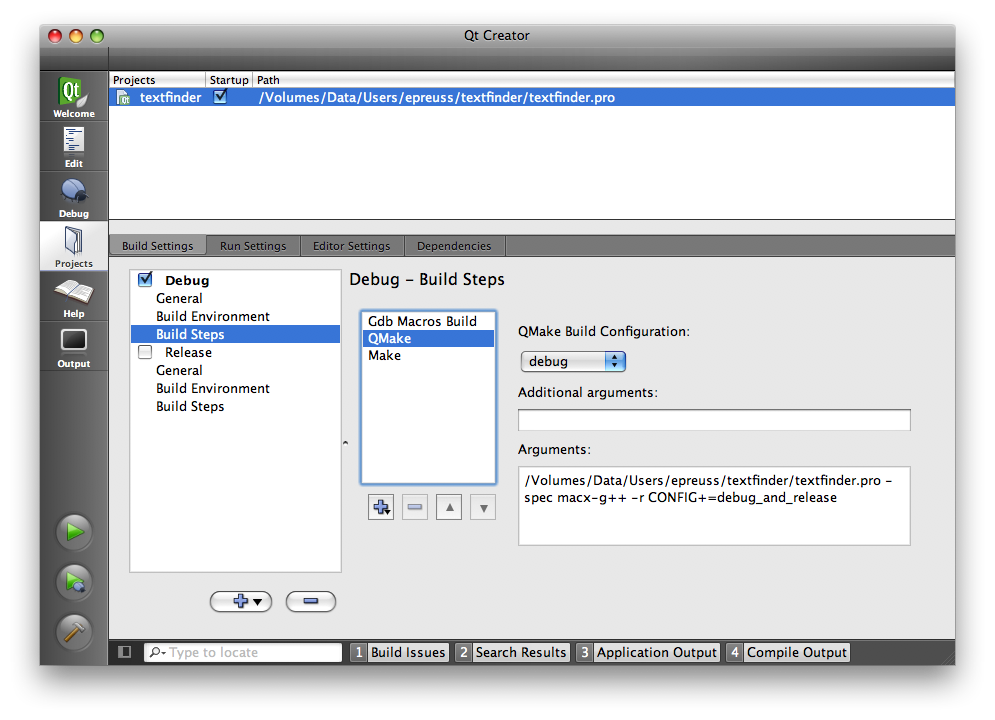 Qt Creator
Projects Startup Path
textfinder /Volumes/Data/Users/epreuss/textfinder/textfinder.pro
Qt
Welcome
Edit
Debug
Projects
Help
Output
Build Settings Run Settings Editor Settings Dependencies
Debug
General
Build Environment
Build Steps
Release
General
Build Environment
Build Steps
Debug – Build Steps
Gdb Macros Build
QMake
Make
QMake Build Configuration:
debug
Additional arguments:
Arguments:
/Volumes/Data/Users/epreuss/textfinder/textfinder.pro -
spec macx-g++ -r CONFIG+=debug_and_release
Type to locate 1 Build Issues 2 Search Results 3 Application Output 4 Compile Output